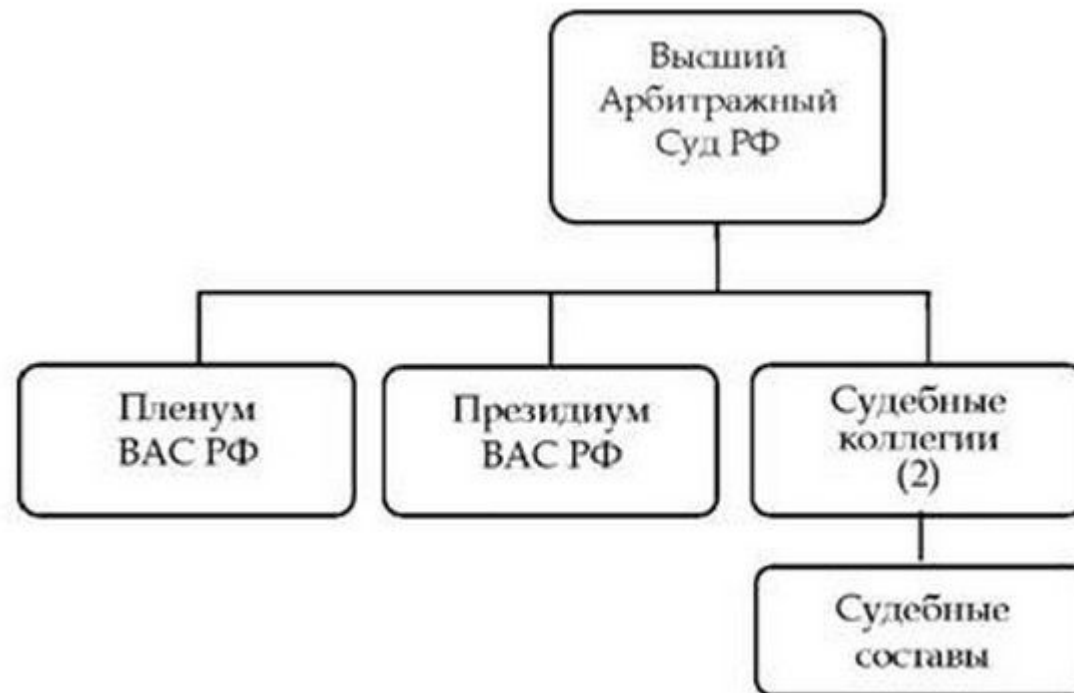 Высший
Арбитражный
Суд РФ
Пленум
ВАС РФ
Президиум
ВАС РФ
Судебные
коллегии
(2)
Судебные
составы